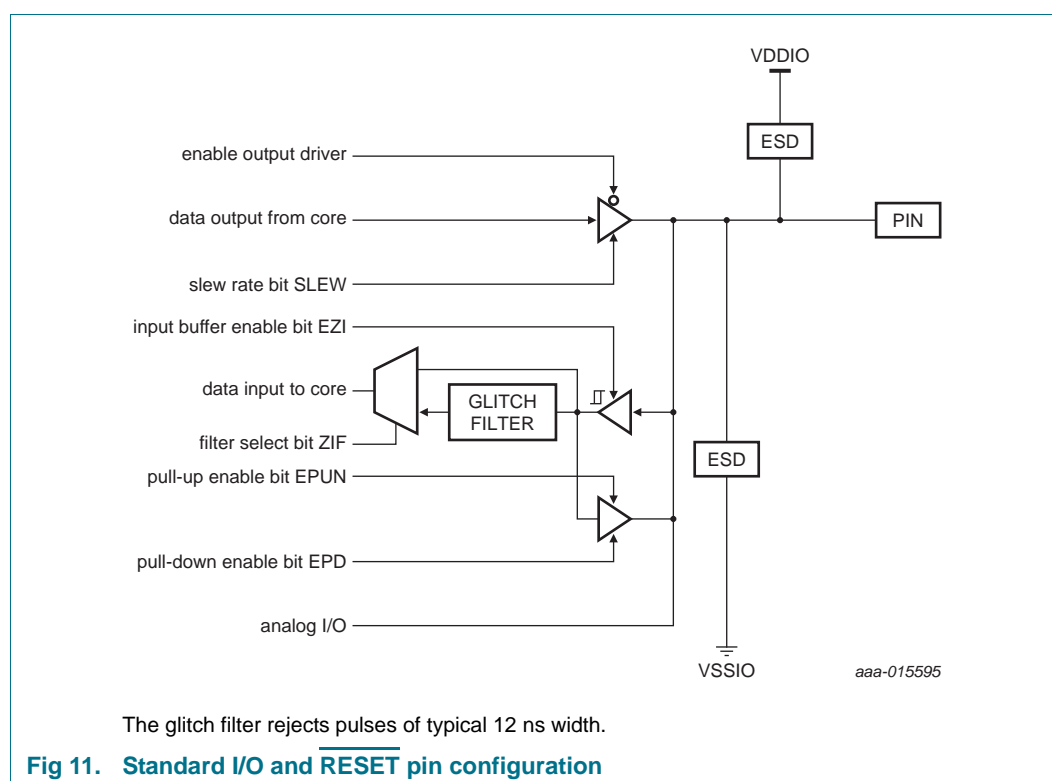 VDDIO
ESD
enable output driver
data output from core
PIN
slew rate bit SLEW
input buffer enable bit EZI
data input to core
GLITCH
FILTER
filter select bit ZIF
ESD
pull-up enable bit EPUN
pull-down enable bit EPD
analog I/O
VSSIO
aaa-015595
The glitch filter rejects pulses of typical 12 ns width.
Fig 11. Standard I/O and RESET pin configuration